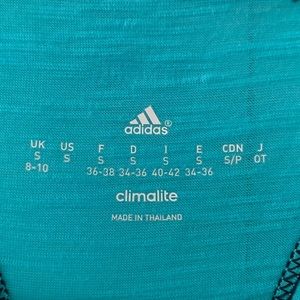 adidas®
UK US F D I E CDN J
S S S S S S S/P OT
8-10 36-38 34-36 40-42 34-36
climalite
MADE IN THAILAND